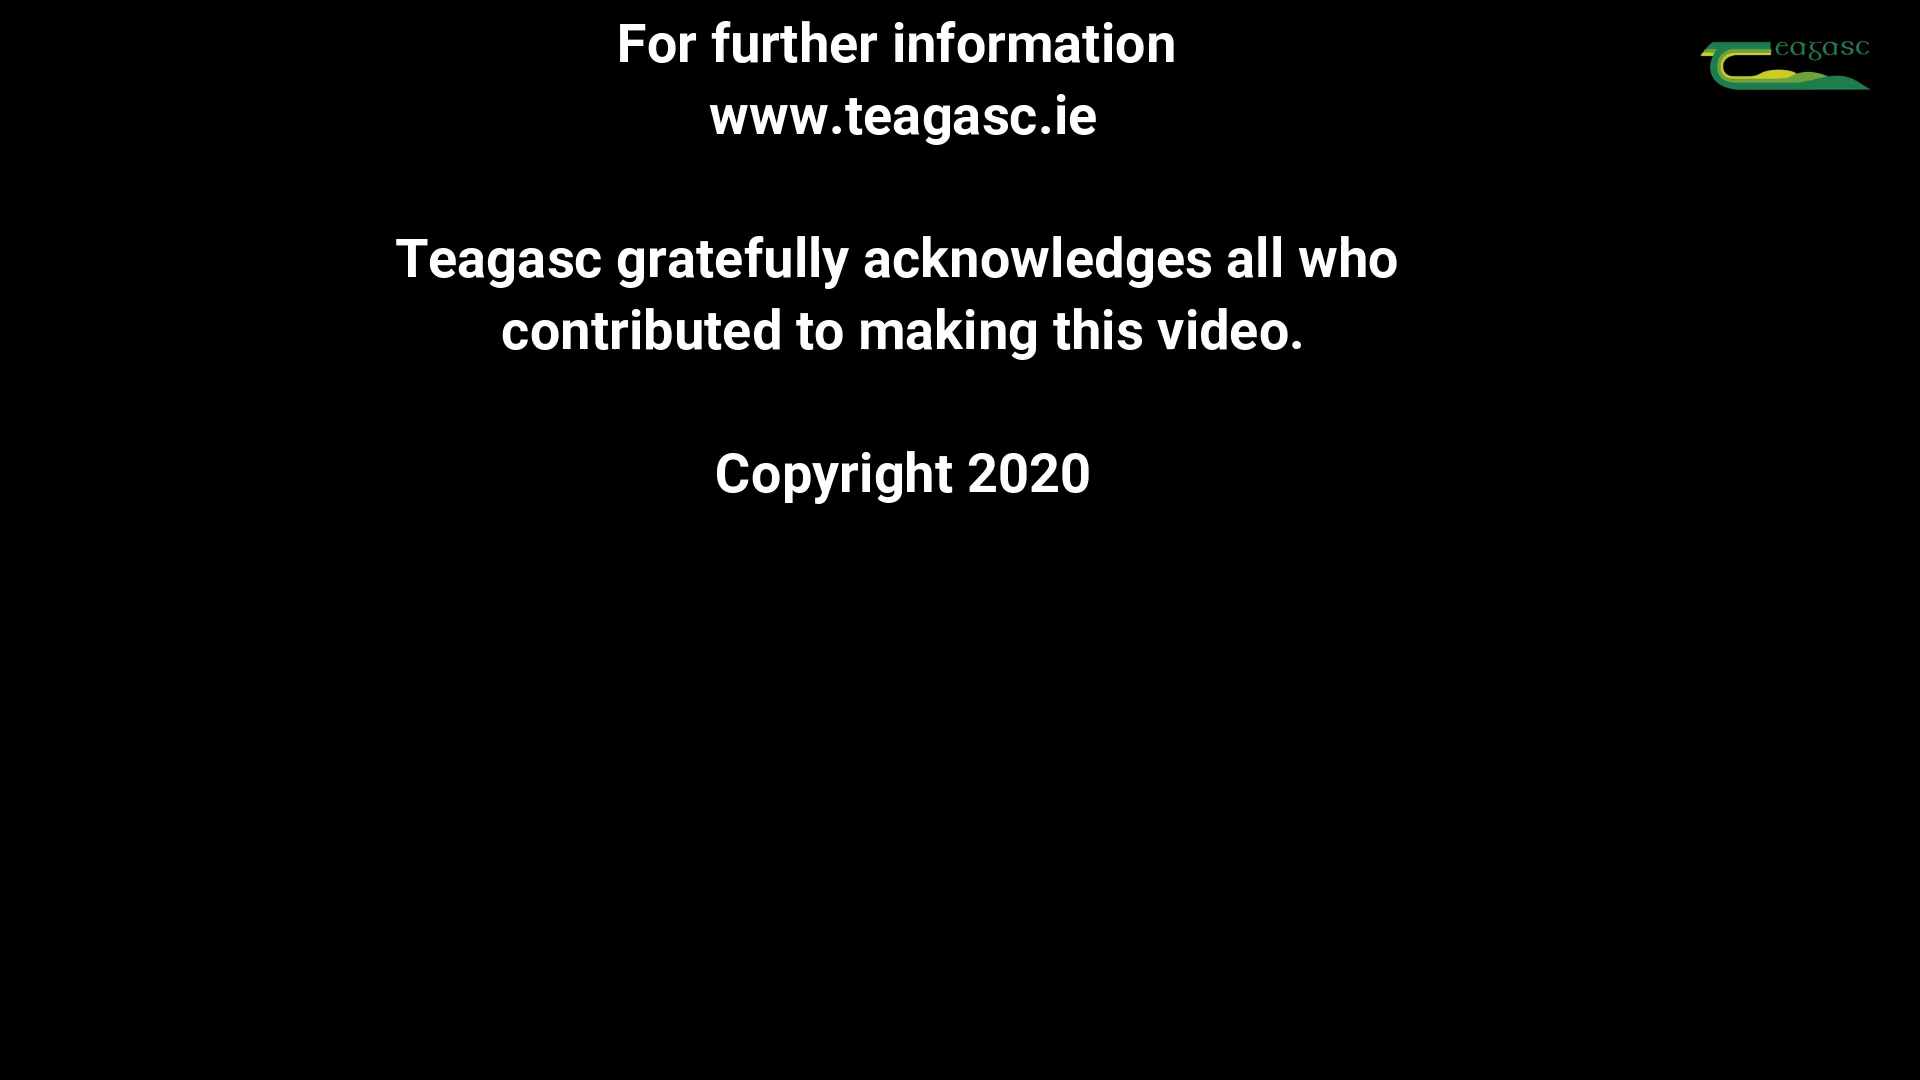 For further information
www.teagasc.ie
Teagasc gratefully acknowledges all who
contributed to making this video.
Copyright 2020
Teagasc